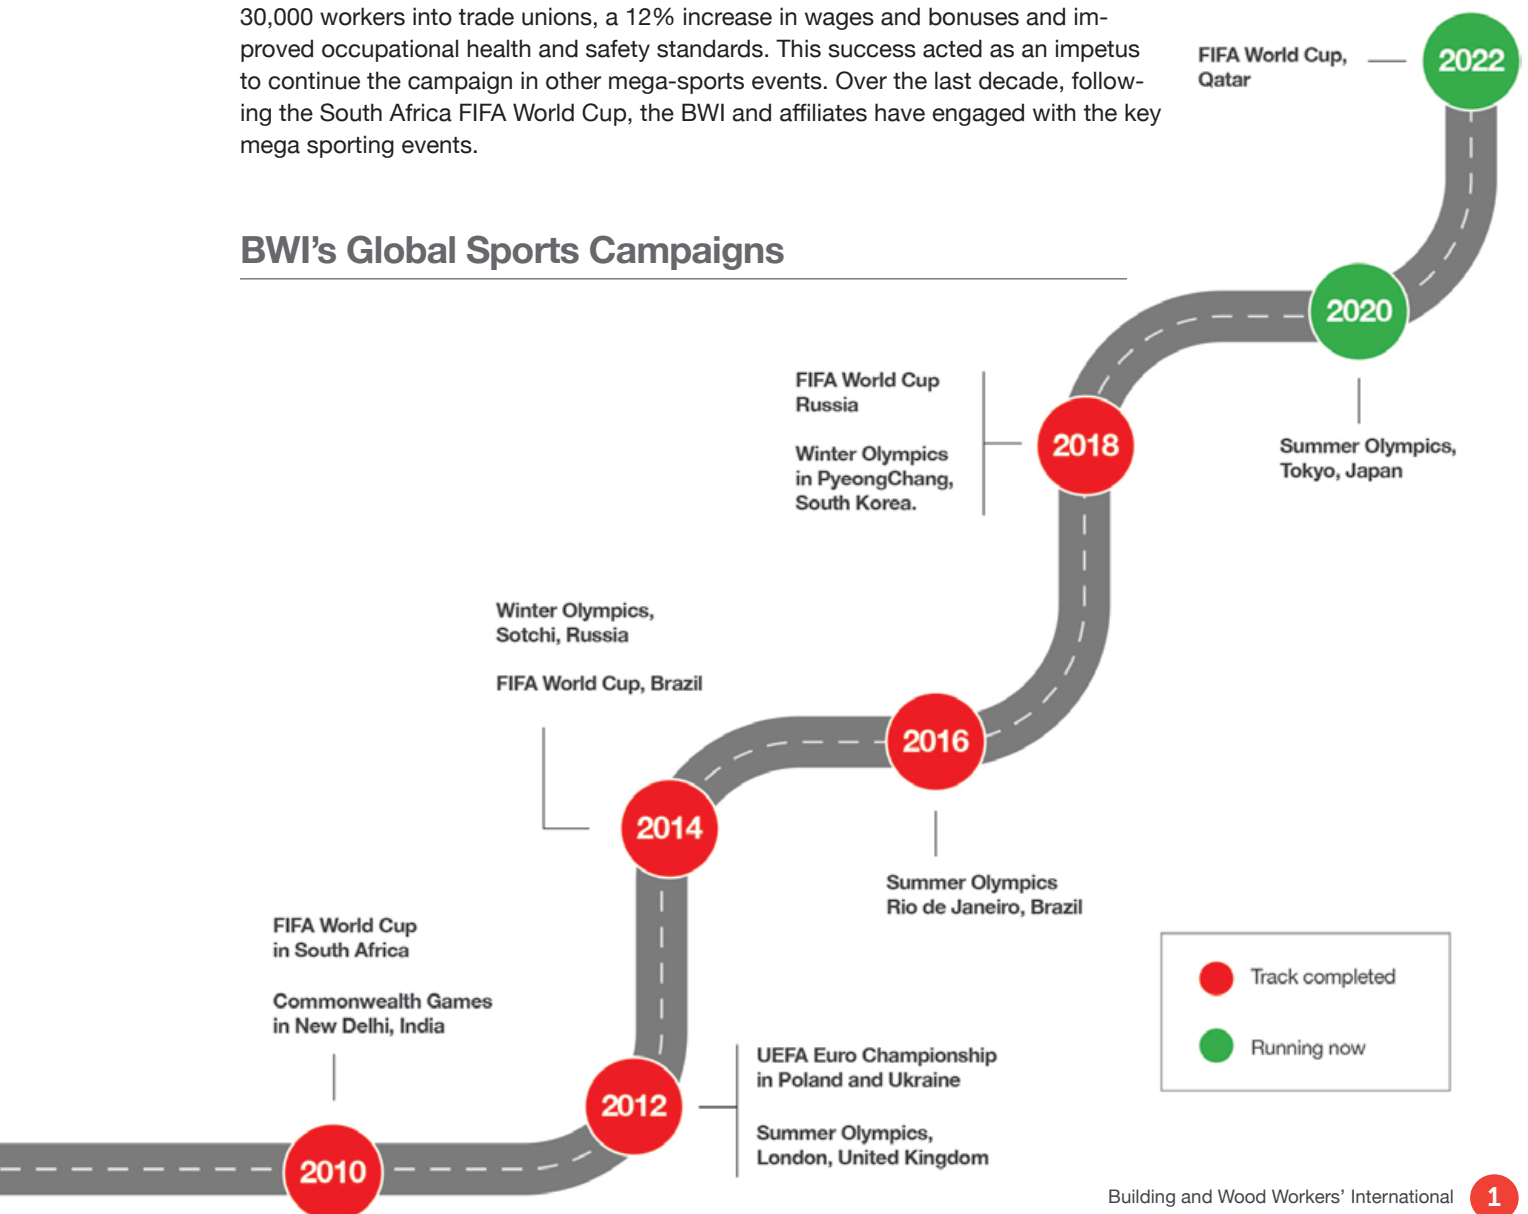 30,000 workers into trade unions, a 12% increase in wages and bonuses and im-
proved occupational health and safety standards. This success acted as an impetus
to continue the campaign in other mega-sports events. Over the last decade, follow-
ing the South Africa FIFA World Cup, the BWI and affiliates have engaged with the key
mega sporting events.
FIFA World Cup,
Qatar
2022
BWI’s Global Sports Campaigns
2020
Summer Olympics,
Tokyo, Japan
FIFA World Cup
Russia
Winter Olympics
in PyeongChang,
South Korea.
2018
Winter Olympics,
Sotchi, Russia
FIFA World Cup, Brazil
2016
Summer Olympics
Rio de Janeiro, Brazil
2014
FIFA World Cup
in South Africa
Commonwealth Games
in New Delhi, India
2012
UEFA Euro Championship
in Poland and Ukraine
Summer Olympics,
London, United Kingdom
2010
Track completed
Running now
Building and Wood Workers’ International
1